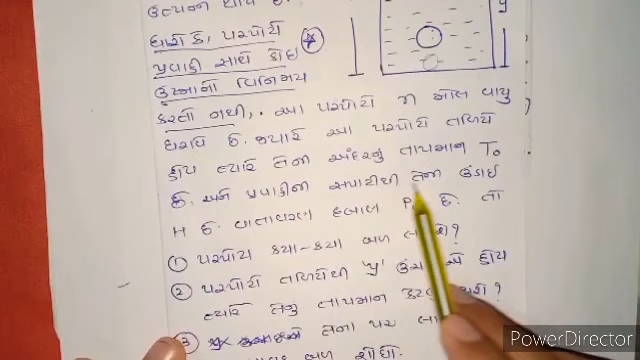 ઉત્પન્ન થાય છે.
ધારો કે, પરપોટો
પ્રવાહી સાથે કોઇ
ઉષ્માનો વિનિમય
કરતો નથી,. આ પરપોટો n મોલ વાયુ
ધરાવે છે. જ્યારે આ પરપોટો તળિયે
હોય ત્યારે તેની અંદરનું તાપમાન T₀
છે. અને પ્રવાહીની સપાટીથી તેની ઉંડાઇ
H છે વાતાવરણ દબાણ P₀ છે. તો
① પરપોટા કયા-કયા બળ ?
② પરપોટો તળિયેથી 'y' હોય
ત્યારે તેનું તાપમાન ?
③ તેના પર
બળ શોધો.
y
PowerDirector